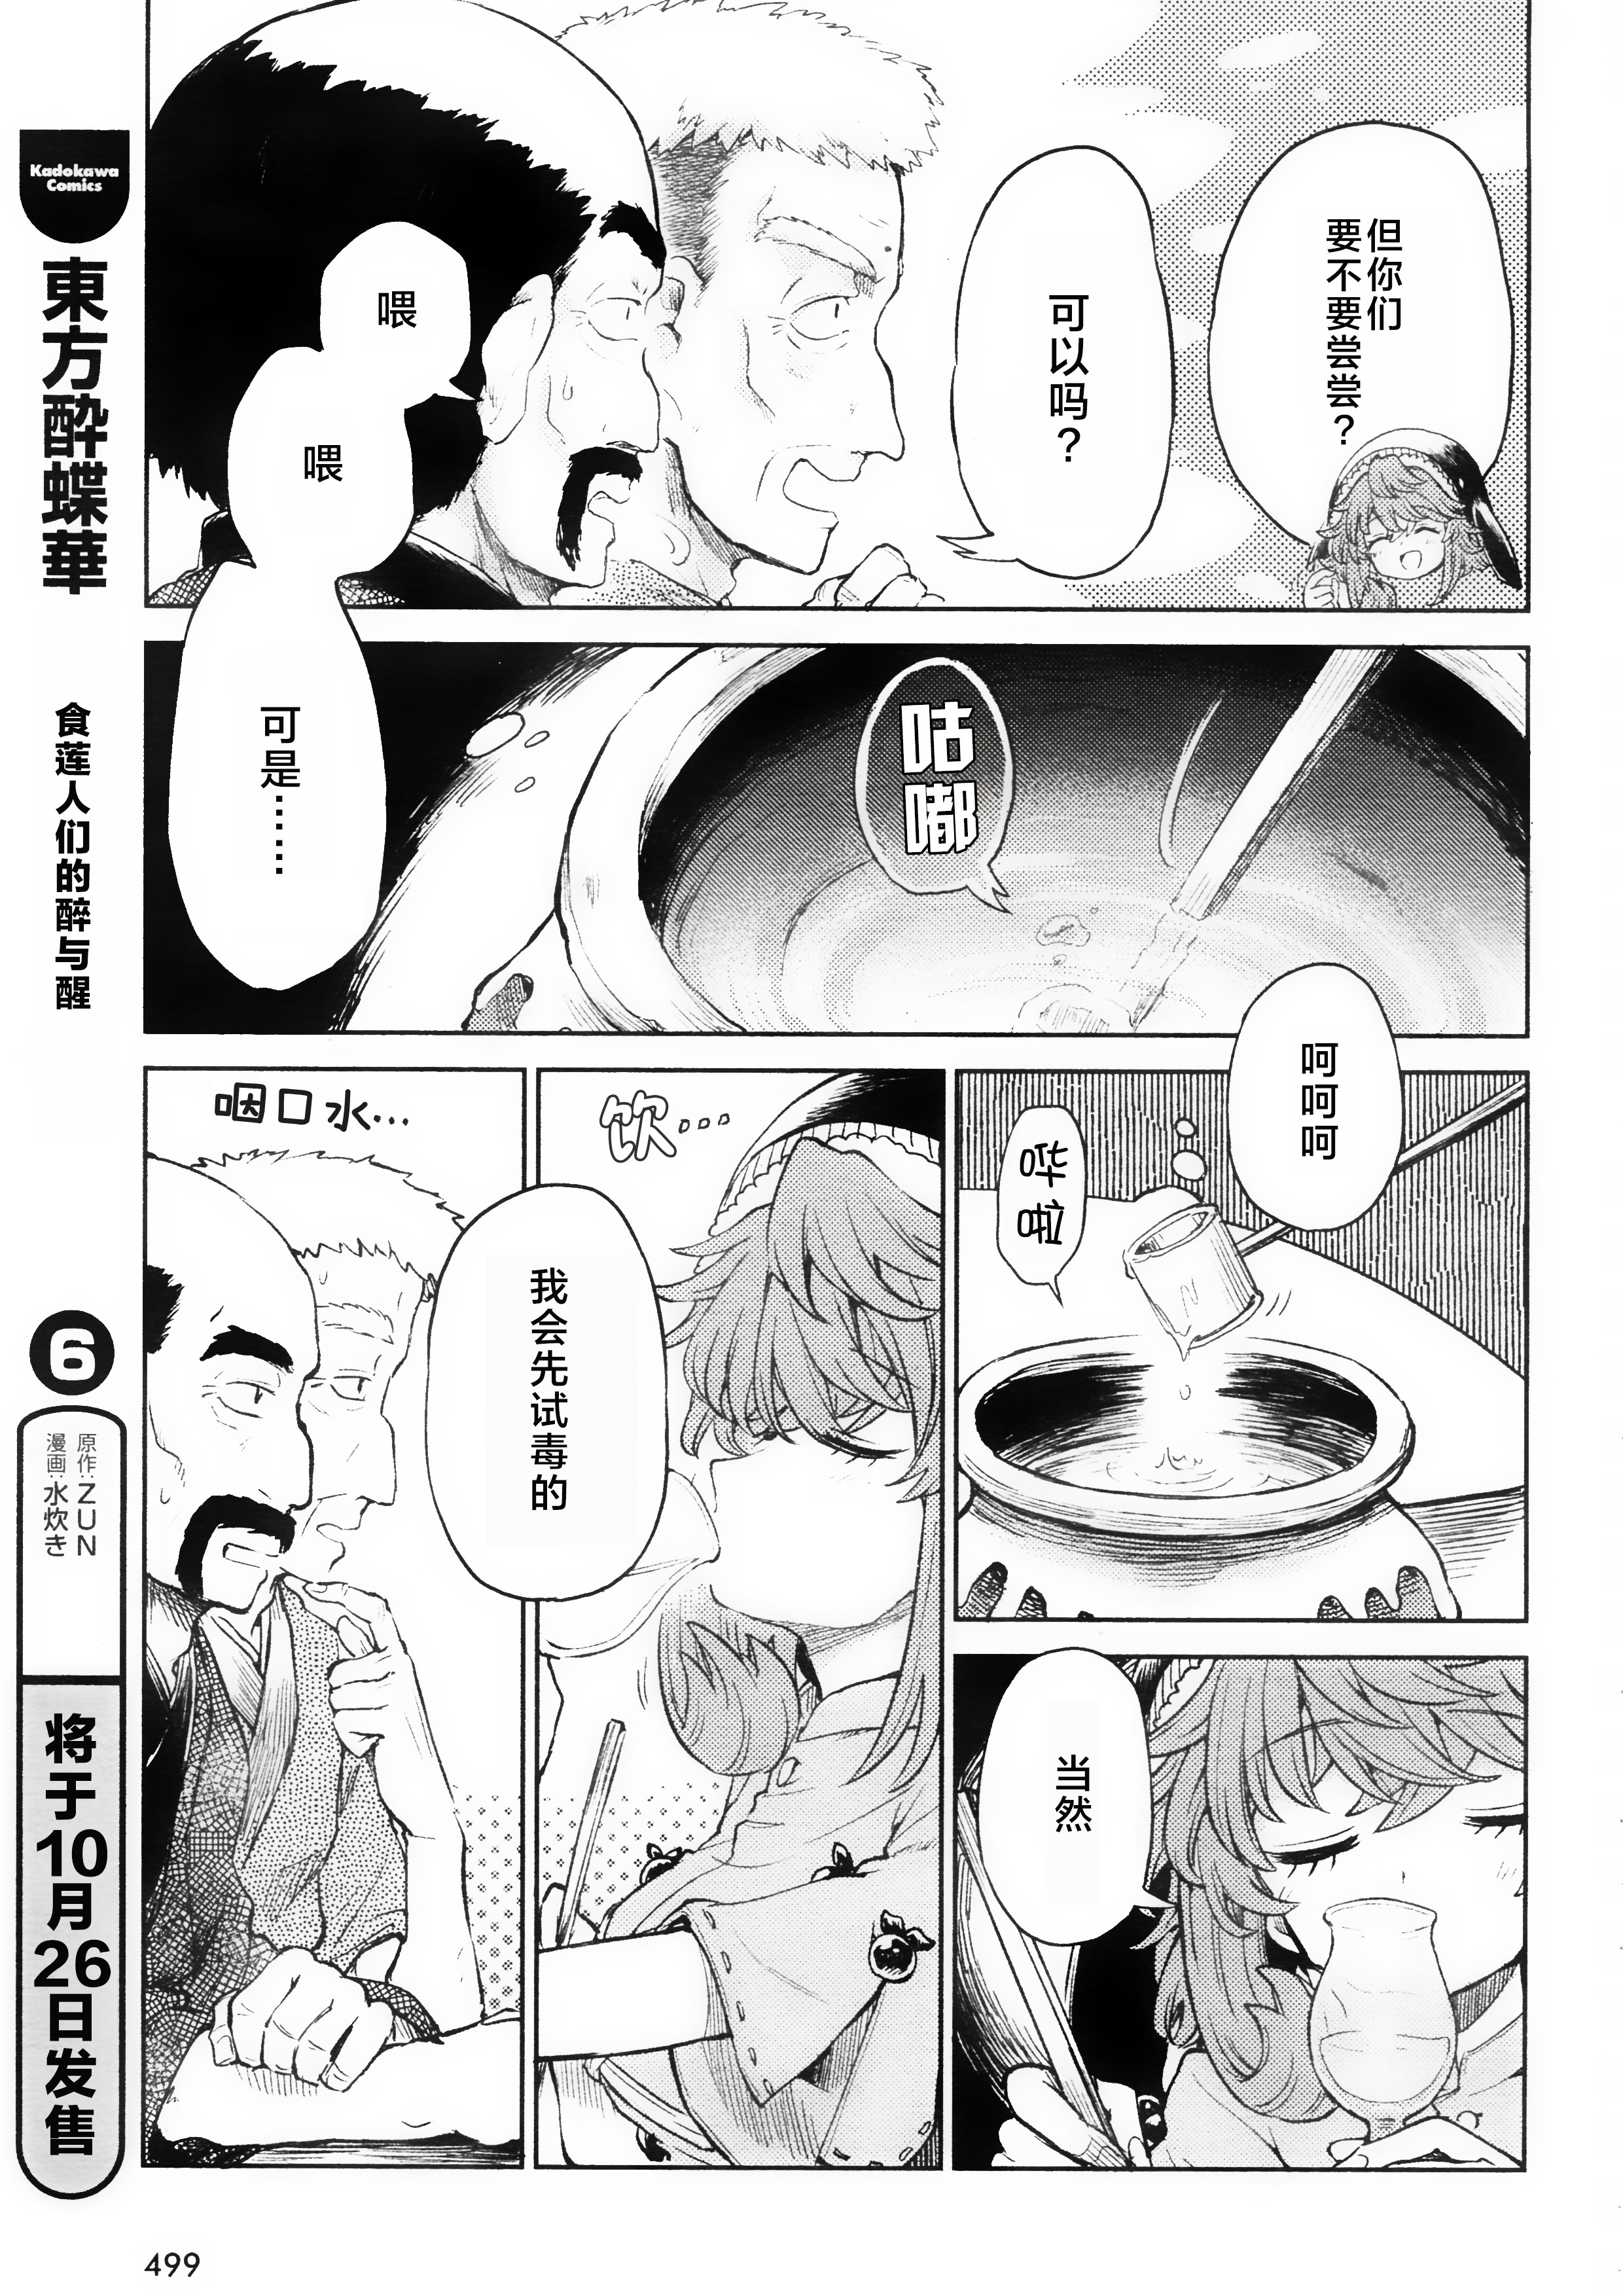 但你们
要不要尝尝？
可以吗？
喂
喂
可是……
咕嘟
呵呵呵
哗啦
当然
饮…
我会先试毒的
咽口水…
Kadokawa
Comics
東方酔蝶華
食莲人们的醉与醒
6
原作:ZUN
漫画:水炊き
将于10月26日发售
499